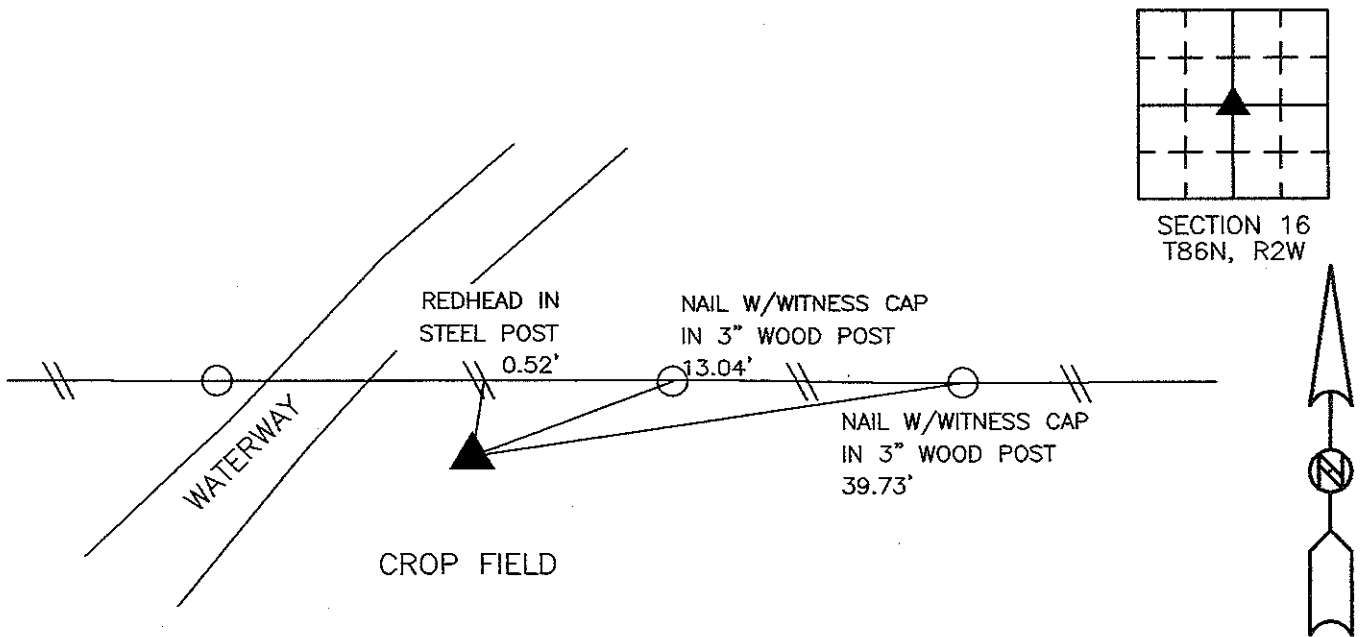 SECTION 16
T86N, R2W
REDHEAD IN
STEEL POST
0.52'
NAIL W/WITNESS CAP
IN 3" WOOD POST
13.04'
NAIL W/WITNESS CAP
IN 3" WOOD POST
39.73'
WATERWAY
CROP FIELD
N